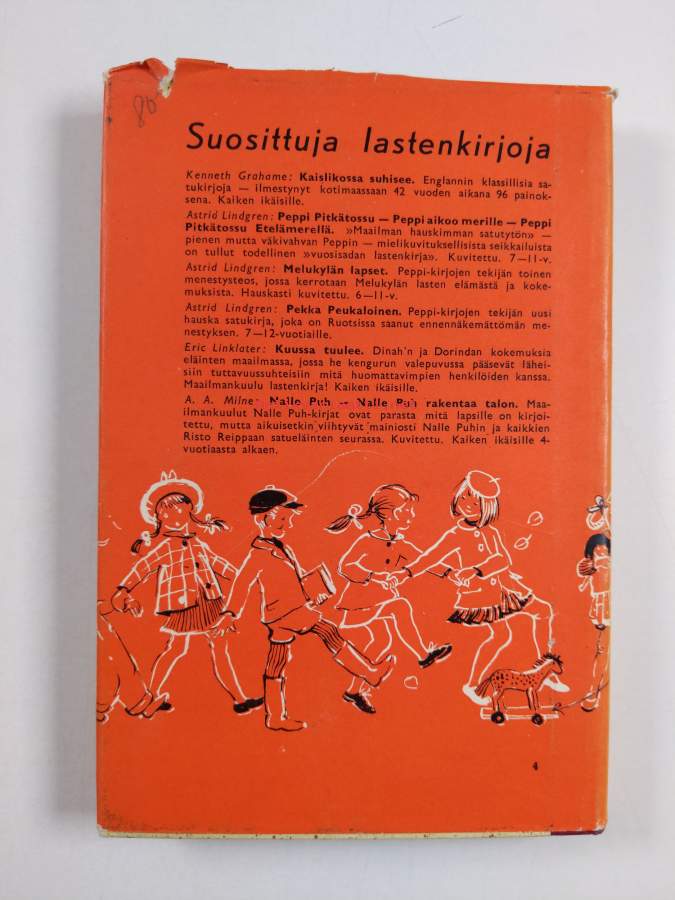 86
Suosittuja lastenkirjoja
Kenneth Grahame: Kaislikossa suhisee. Englannin klassillisia sa-
tukirjoja — ilmestynyt kotimaassaan 42 vuoden aikana 96 painok-
sena. Kaiken ikäisille.
Astrid Lindgren: Peppi Pitkätossu — Peppi aikoo merille — Peppi
Pitkätossu Etelämerellä. »Maailman hauskimman satutytön» —
pienen mutta väkivahvan Peppin — mielikuvituksellisista seikkailuista
on tullut todellinen »vuosisadan lastenkirja». Kuvitettu. 7—11-v.
Astrid Lindgren: Melukylän lapset. Peppi-kirjojen tekijän toinen
menestysteos, jossa kerrotaan Melukylän lasten elämästä ja koke-
muksista. Hauskasti kuvitettu. 6—11-v.
Astrid Lindgren: Pekka Peukaloinen. Peppi-kirjojen tekijän uusi
hauska satukirja, joka on Ruotsissa saanut ennennäkemättömän me-
nestyksen. 7—12-vuotiaille.
Eric Linklater: Kuussa tuulee. Dinah'n ja Dorindan kokemuksia
eläinten maailmassa, jossa he kengurun valepuvussa pääsevät lähei-
siin tuttavuussuhteisiin mitä huomattavimpien henkilöiden kanssa.
Maailmankuulu lastenkirja! Kaiken ikäisille.
A. A. Milne: Nalle Puh — Nalle Puh rakentaa talon. Maa-
ilmankuulut Nalle Puh-kirjat ovat parasta mitä lapsille on kirjoi-
tettu, mutta aikuisetkin viihtyvät mainiosti Nalle Puhin ja kaikkien
Risto Reippaan satueläinten seurassa. Kuvitettu. Kaiken ikäisille 4-
vuotiaasta alkaen.
4